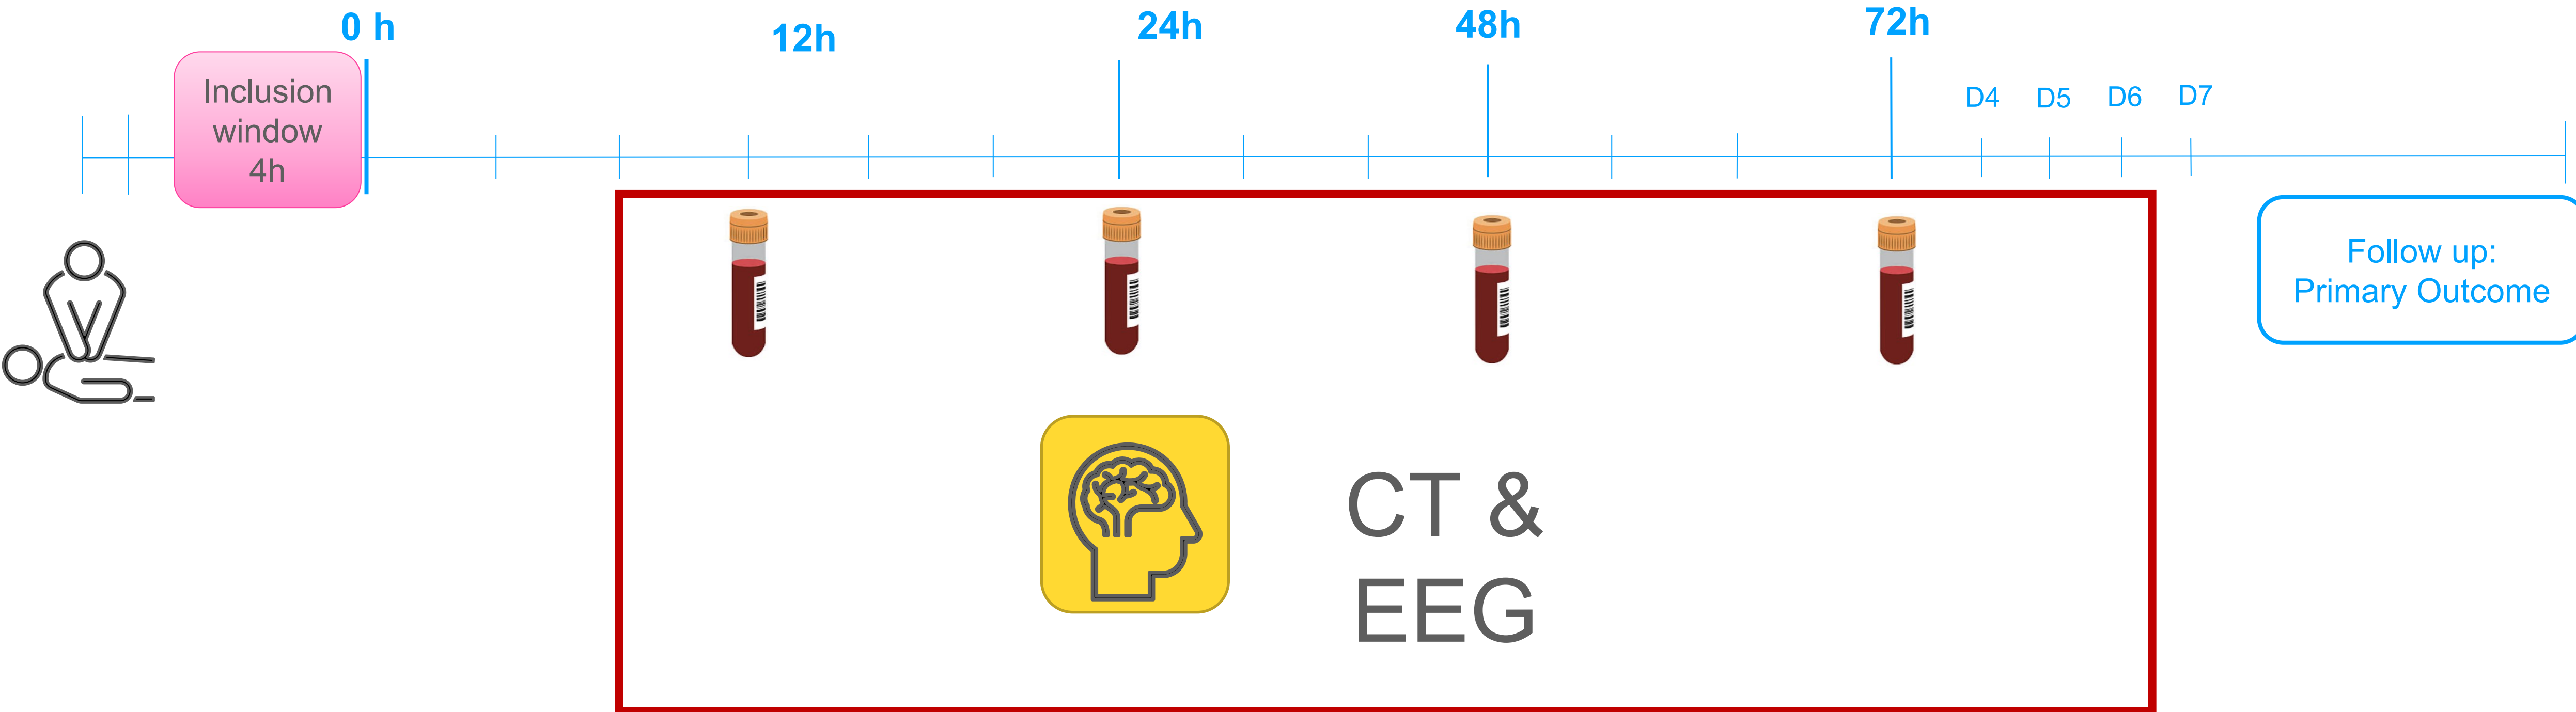 0 h
12h
24h
48h
72h
Inclusion
window
4h
D4
D5
D6
D7
Follow up:
Primary Outcome
CT &
EEG